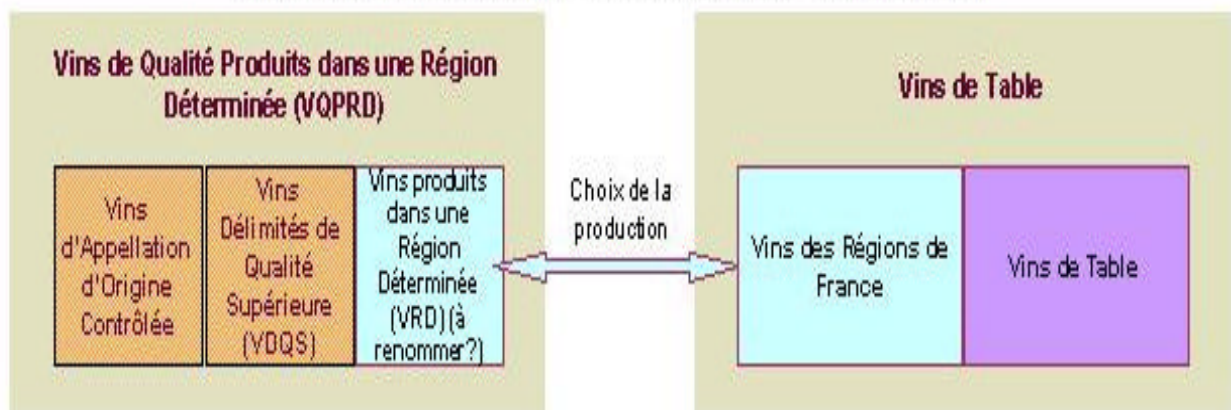 Vins de Qualité Produits dans une Région
Déterminée (VQPRD)
Vins
d'Appellation
d'Origine
Contrôlée
Vins
Délimités de
Qualité
Supérieure
(VDQS)
Vins produits
dans une
Région
Déterminée
(VRD) (à
renommer?)
Choix de la
production
Vins de Table
Vins des Régions de
France
Vins de Table